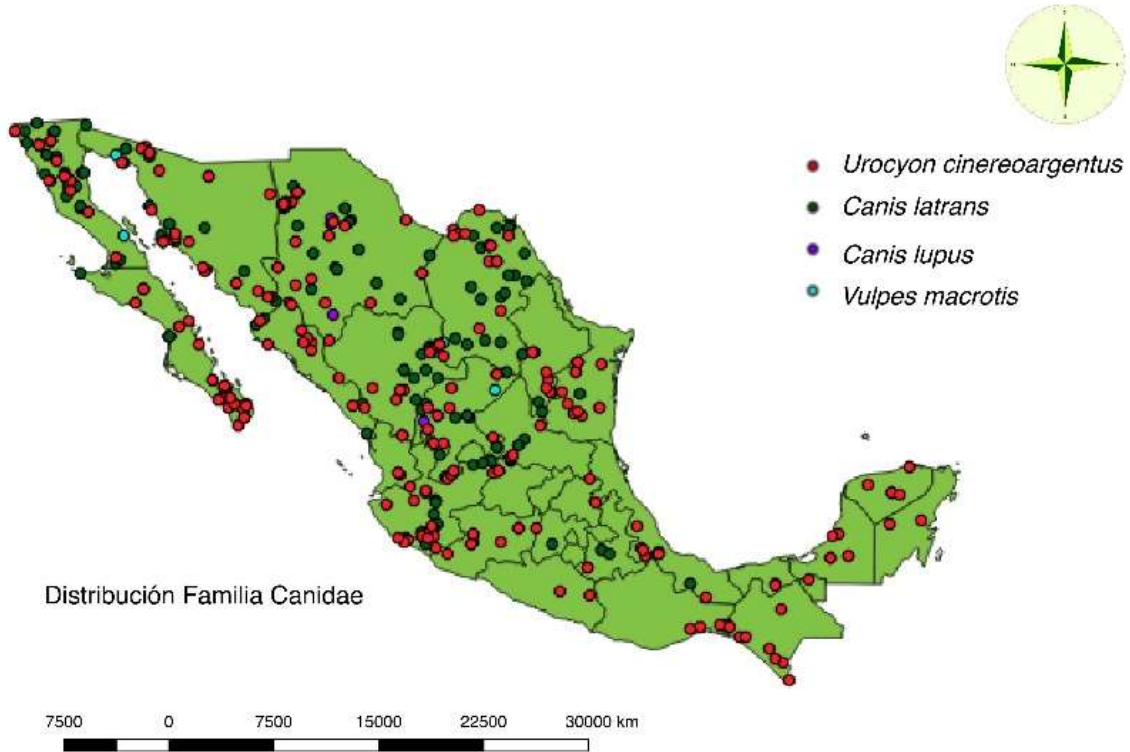 Urocyon cinereoargentus
Canis latrans
Canis lupus
Vulpes macrotis
Distribución Familia Canidae
7500 0 7500 15000 22500 30000 km